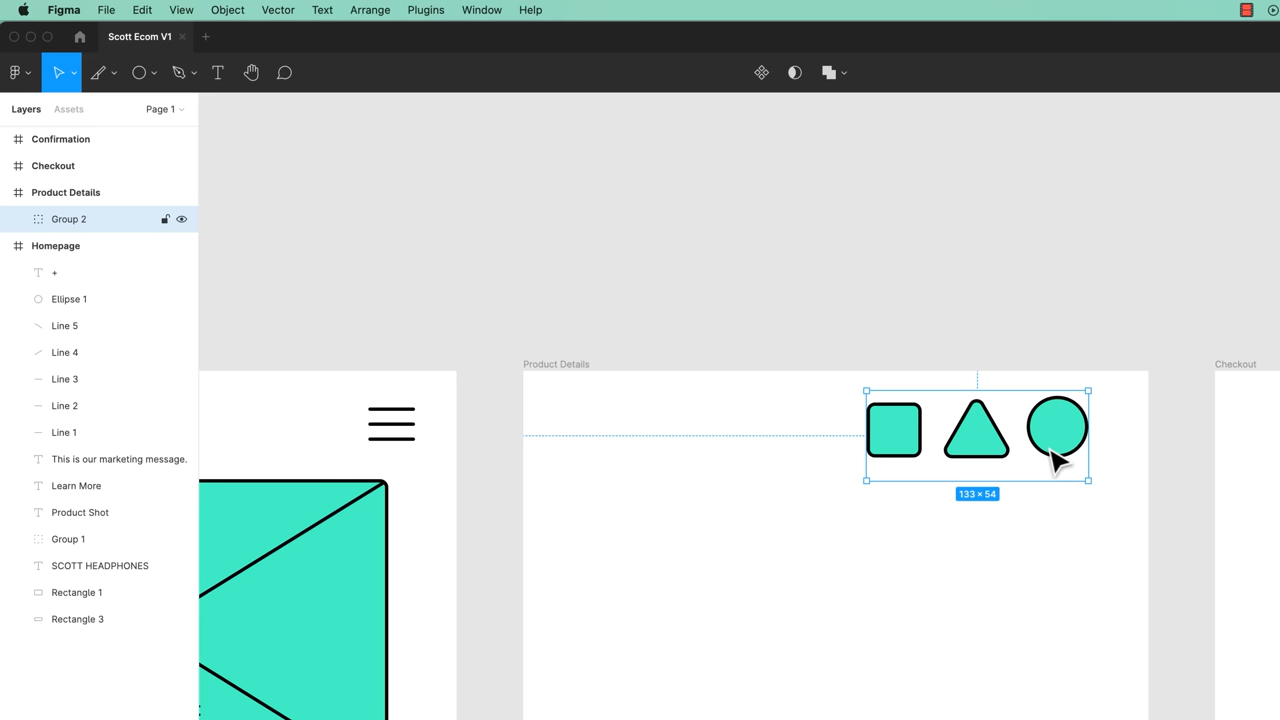 Figma File Edit View Object Vector Text Arrange Plugins Window Help
Scott Ecom V1
Layers Assets Page 1
Confirmation
Checkout
Product Details
Group 2
Homepage
+
Ellipse 1
Line 5
Line 4
Line 3
Line 2
Line 1
This is our marketing message.
Learn More
Product Shot
Group 1
SCOTT HEADPHONES
Rectangle 1
Rectangle 3
Product Details
Checkout
133 × 54